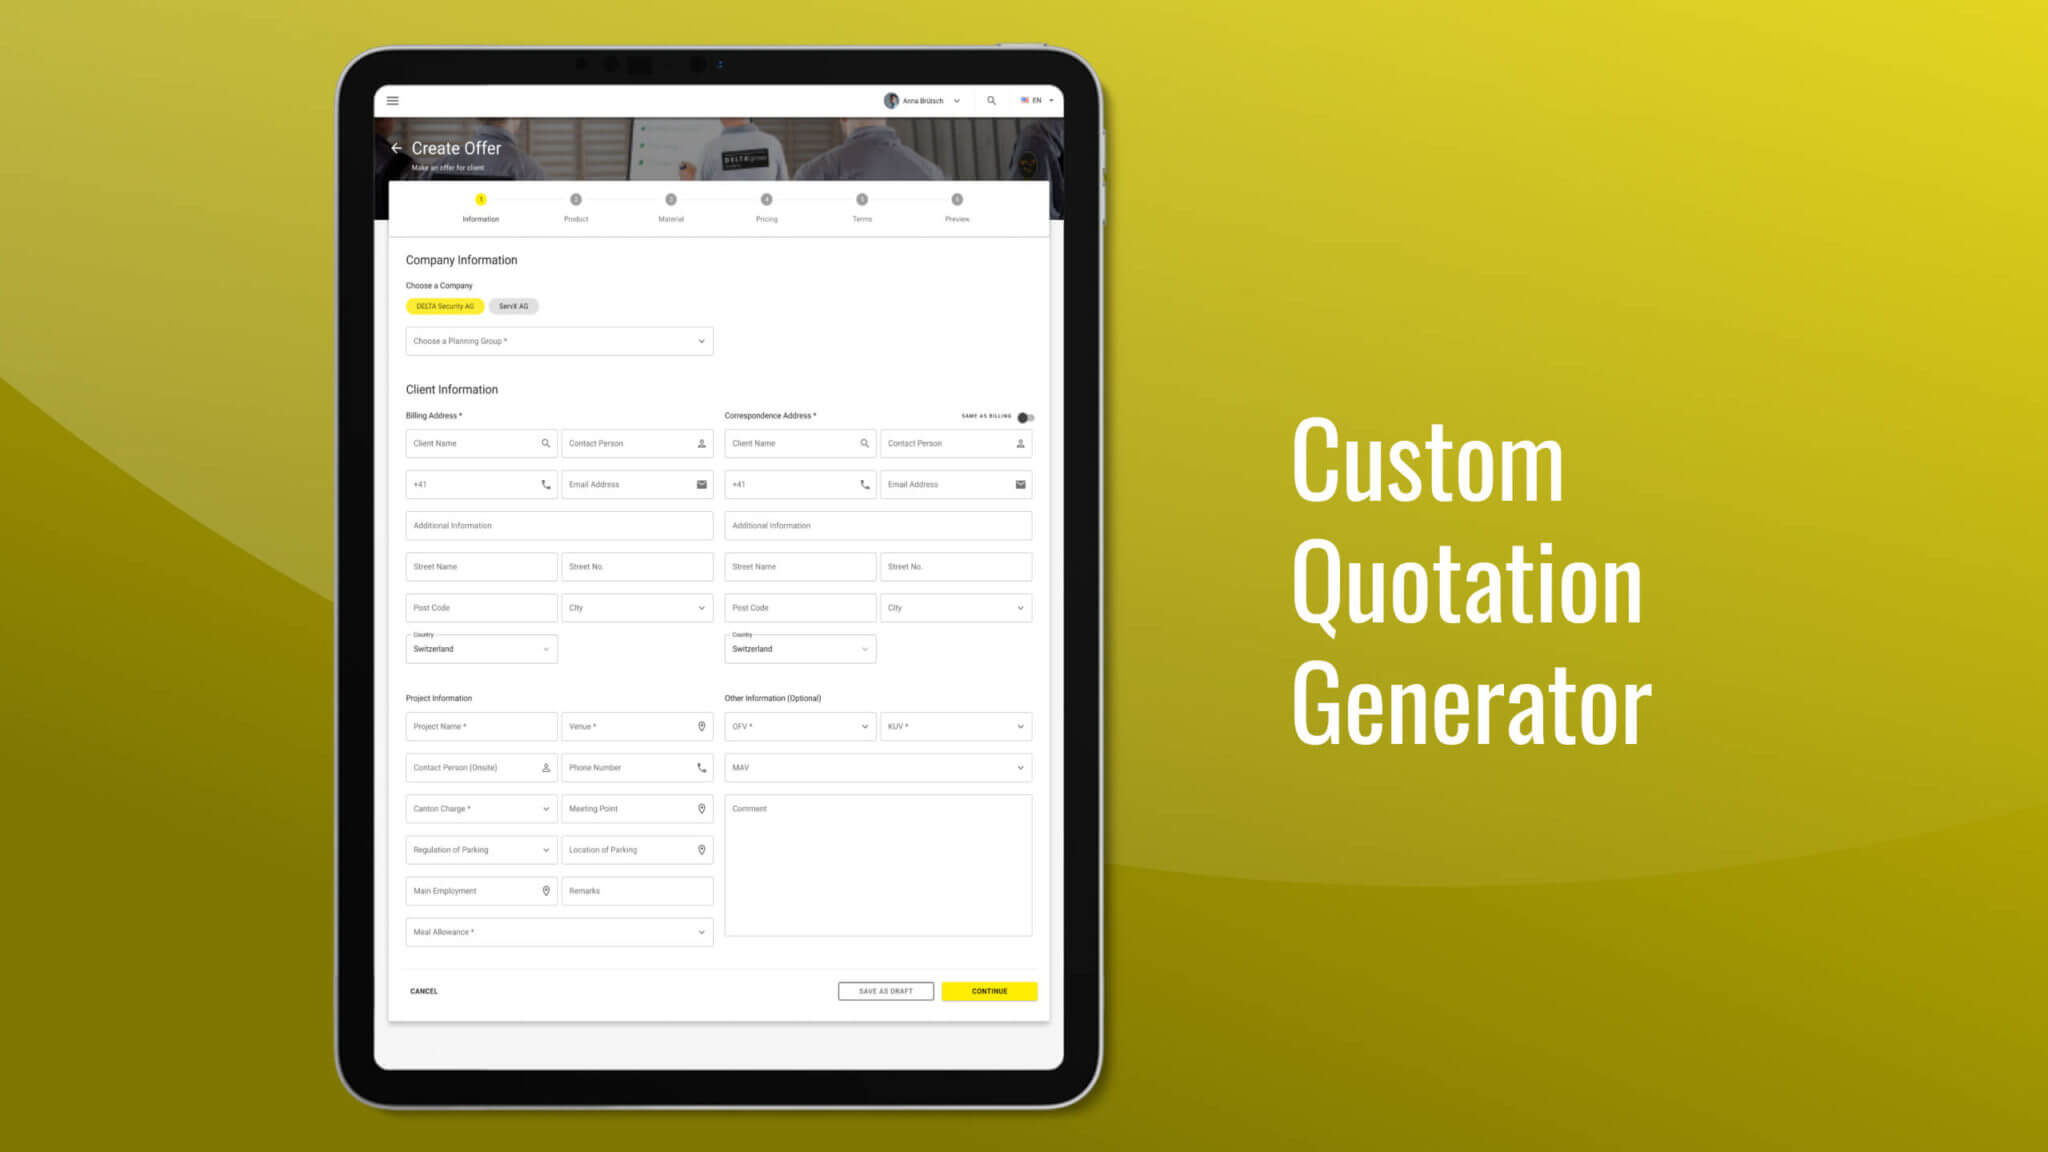 Anna Brütsch
EN
Create Offer
Make an offer for client.
DELTA
1 2 3 4 5 6
Information Product Material Pricing Terms Preview
Company Information
Choose a Company
DELTA Security AG ServX AG
Choose a Planning Group *
Client Information
Billing Address * Correspondence Address * SAME AS BILLING
Client Name Contact Person Client Name Contact Person
+41 Email Address +41 Email Address
Additional Information Additional Information
Street Name Street No. Street Name Street No.
Post Code City Post Code City
Country Country
Switzerland Switzerland
Project Information Other Information (Optional)
Project Name * Venue * OFV * KUV *
Contact Person (Onsite) Phone Number MAV
Canton Charge * Meeting Point Comment
Regulation of Parking Location of Parking
Main Employment Remarks
Meal Allowance *
CANCEL SAVE AS DRAFT CONTINUE
Custom
Quotation
Generator